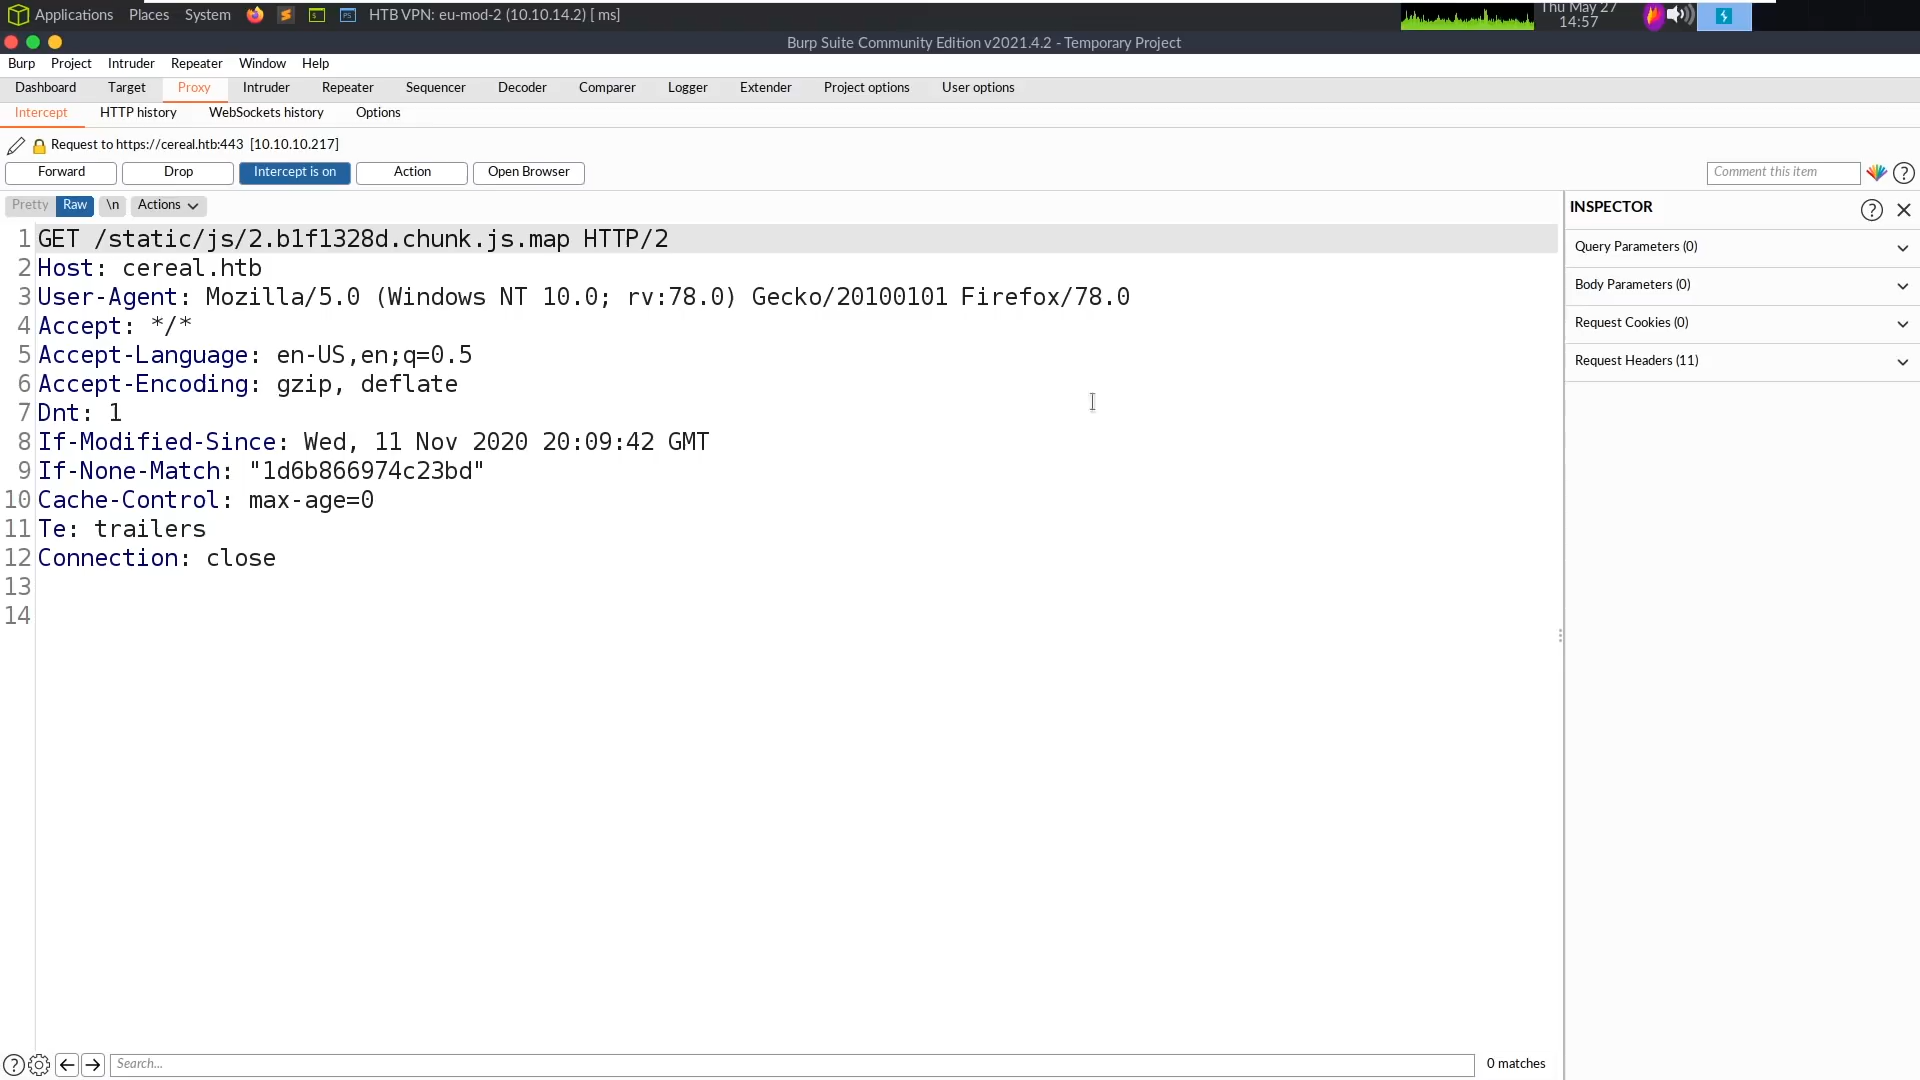 Applications Places System HTB VPN: eu-mod-2 (10.10.14.2) [ ms] Thu May 27
14:57
Burp Suite Community Edition v2021.4.2 - Temporary Project
Burp Project Intruder Repeater Window Help
Dashboard Target Proxy Intruder Repeater Sequencer Decoder Comparer Logger Extender Project options User options
Intercept HTTP history WebSockets history Options
Request to https://cereal.htb:443 [10.10.10.217]
Forward Drop Intercept is on Action Open Browser Comment this item
Pretty Raw \n Actions
INSPECTOR
Query Parameters (0)
Body Parameters (0)
Request Cookies (0)
Request Headers (11)
1 GET /static/js/2.b1f1328d.chunk.js.map HTTP/2
2 Host: cereal.htb
3 User-Agent: Mozilla/5.0 (Windows NT 10.0; rv:78.0) Gecko/20100101 Firefox/78.0
4 Accept: */*
5 Accept-Language: en-US,en;q=0.5
6 Accept-Encoding: gzip, deflate
7 Dnt: 1
8 If-Modified-Since: Wed, 11 Nov 2020 20:09:42 GMT
9 If-None-Match: "1d6b866974c23bd"
10 Cache-Control: max-age=0
11 Te: trailers
12 Connection: close
13
14
Search... 0 matches